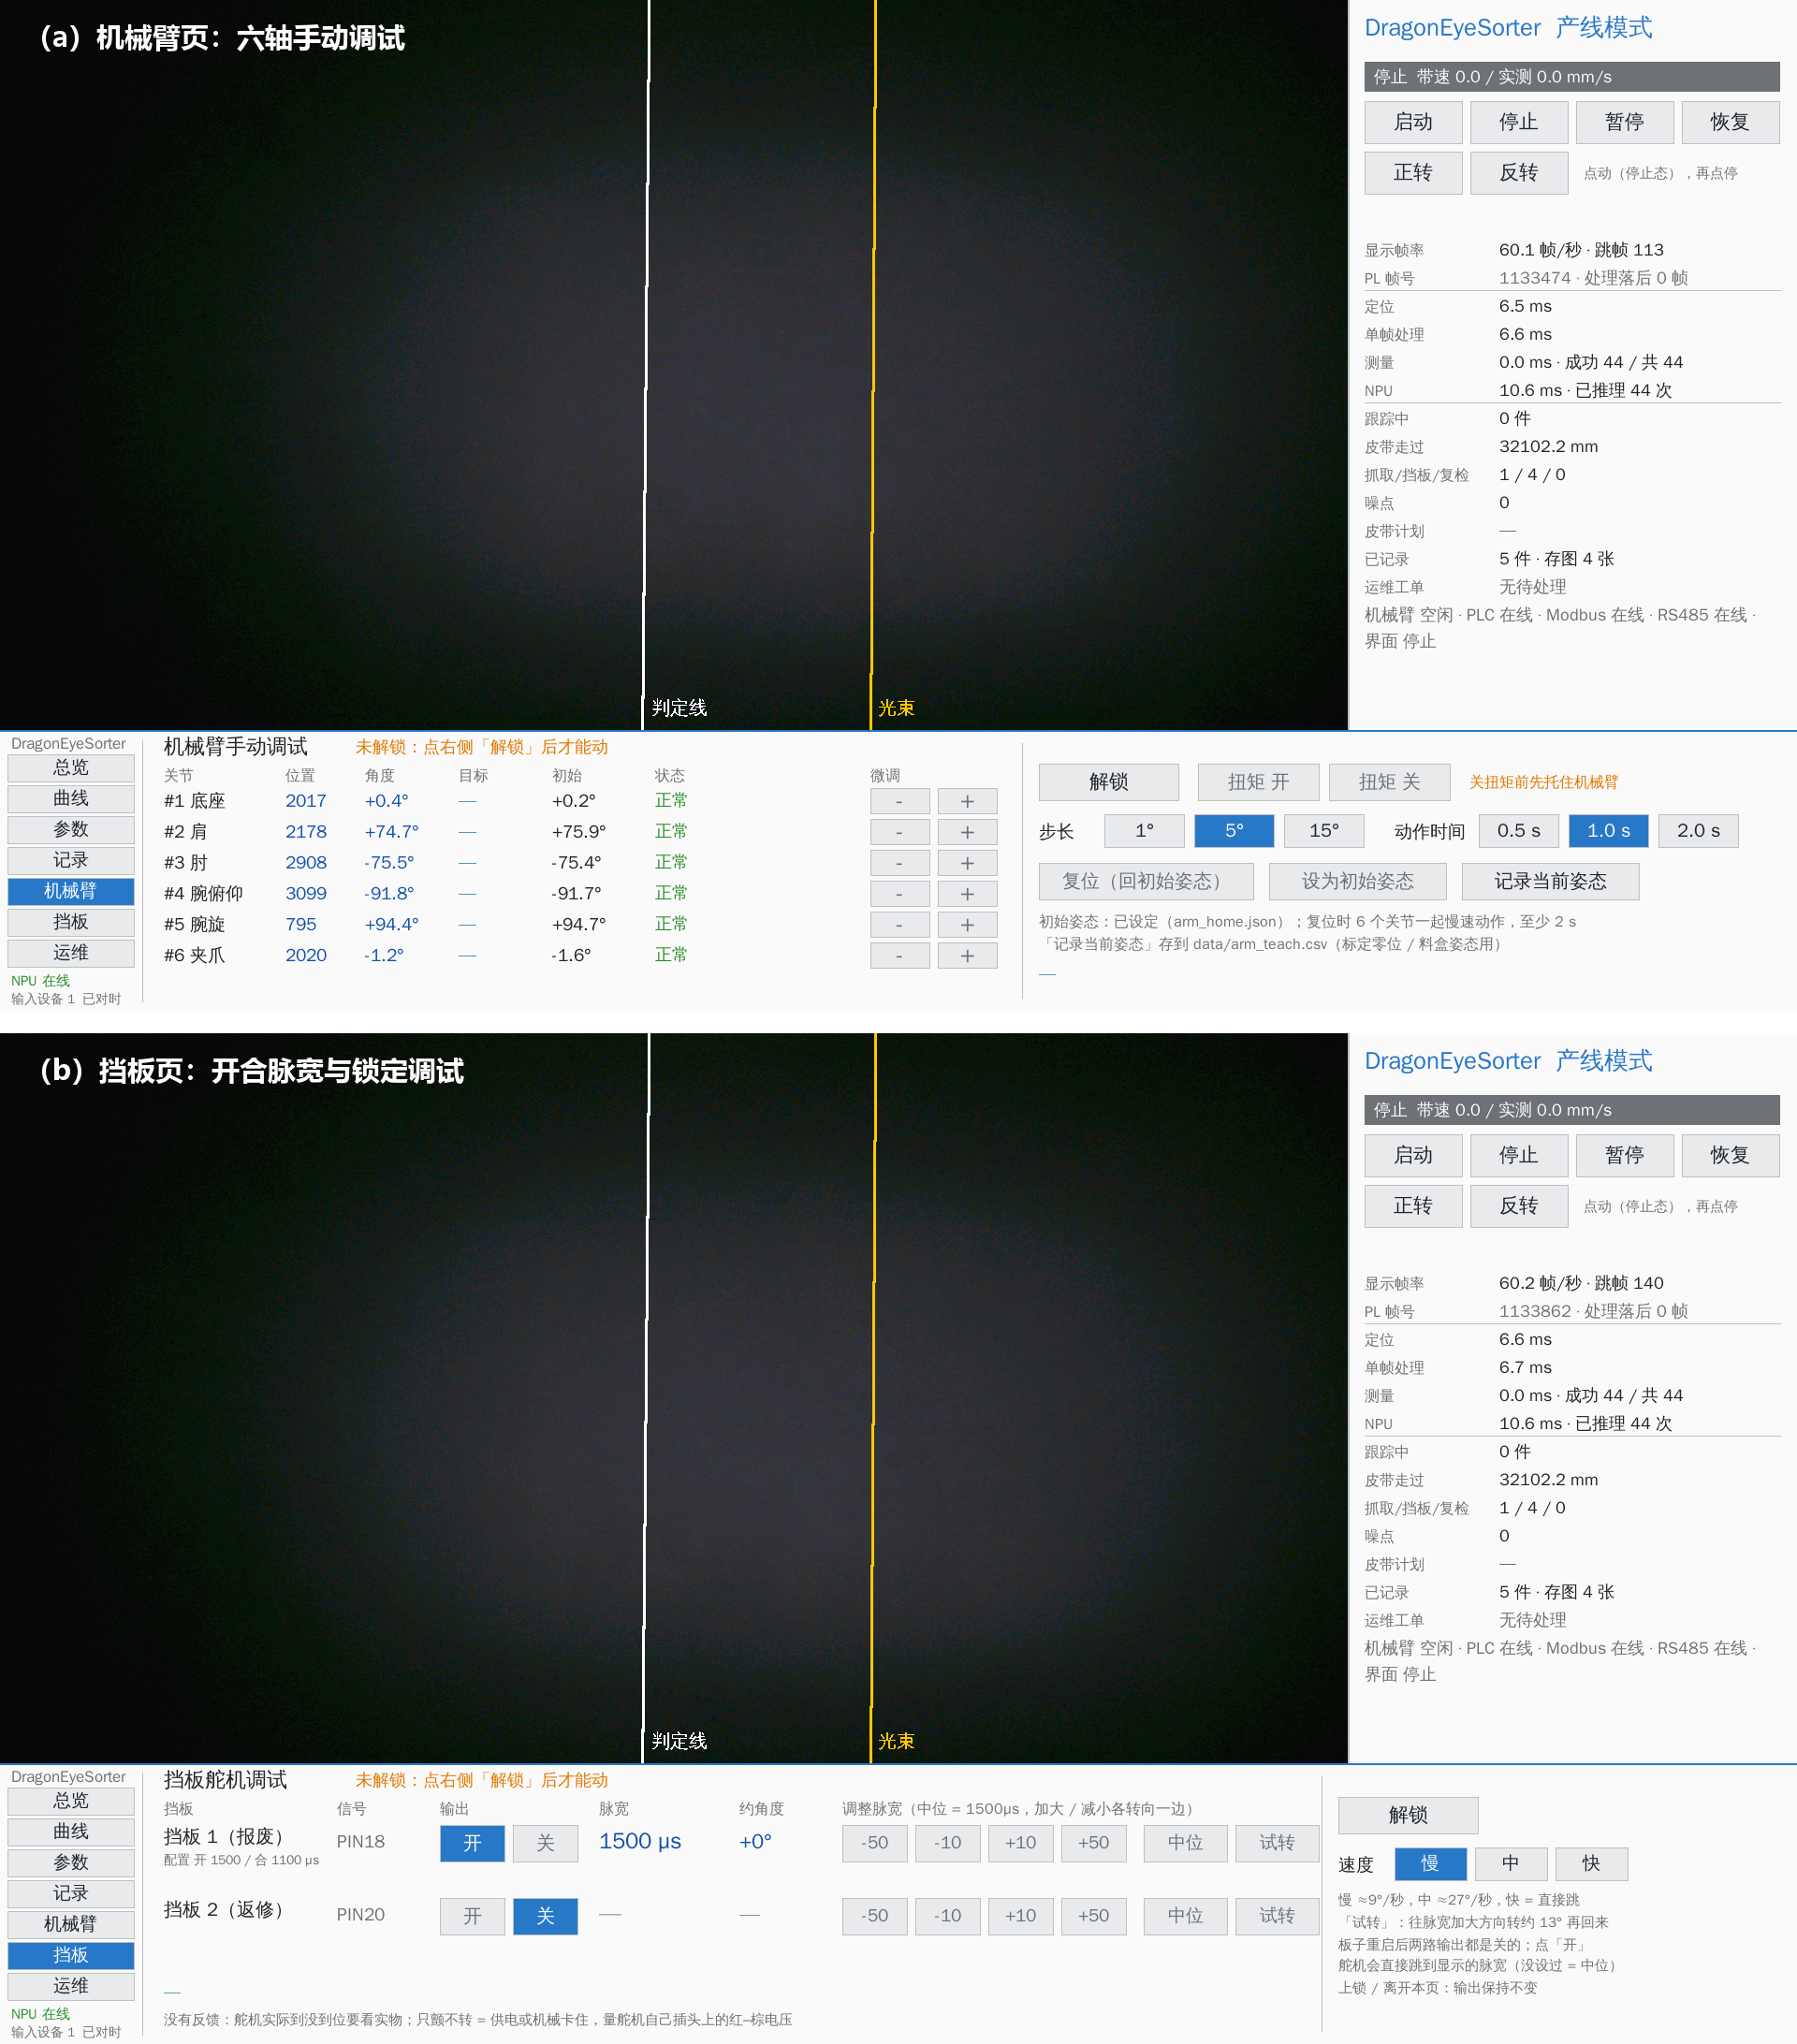 (a) 机械臂页：六轴手动调试
判定线
光束
DragonEyeSorter 产线模式
停止 带速 0.0 / 实测 0.0 mm/s
启动 停止 暂停 恢复
正转 反转 点动（停止态），再点停
显示帧率 60.1 帧/秒 · 跳帧 113
PL 帧号 1133474 · 处理落后 0 帧
定位 6.5 ms
单帧处理 6.6 ms
测量 0.0 ms · 成功 44 / 共 44
NPU 10.6 ms · 已推理 44 次
跟踪中 0 件
皮带走过 32102.2 mm
抓取/挡板/复检 1 / 4 / 0
噪点 0
皮带计划 —
已记录 5 件 · 存图 4 张
运维工单 无待处理
机械臂 空闲 · PLC 在线 · Modbus 在线 · RS485 在线 ·
界面 停止
DragonEyeSorter
总览
曲线
参数
记录
机械臂
挡板
运维
NPU 在线
输入设备 1 已对时
机械臂手动调试 未解锁：点右侧「解锁」后才能动
关节 位置 角度 目标 初始 状态 微调
#1 底座 2017 +0.4° — +0.2° 正常 - +
#2 肩 2178 +74.7° — +75.9° 正常 - +
#3 肘 2908 -75.5° — -75.4° 正常 - +
#4 腕俯仰 3099 -91.8° — -91.7° 正常 - +
#5 腕旋 795 +94.4° — +94.7° 正常 - +
#6 夹爪 2020 -1.2° — -1.6° 正常 - +
解锁 扭矩 开 扭矩 关 关扭矩前先托住机械臂
步长 1° 5° 15° 动作时间 0.5 s 1.0 s 2.0 s
复位（回初始姿态） 设为初始姿态 记录当前姿态
初始姿态：已设定（arm_home.json）；复位时 6 个关节一起慢速动作，至少 2 s
「记录当前姿态」存到 data/arm_teach.csv（标定零位 / 料盒姿态用）
—
(b) 挡板页：开合脉宽与锁定调试
判定线
光束
DragonEyeSorter 产线模式
停止 带速 0.0 / 实测 0.0 mm/s
启动 停止 暂停 恢复
正转 反转 点动（停止态），再点停
显示帧率 60.2 帧/秒 · 跳帧 140
PL 帧号 1133862 · 处理落后 0 帧
定位 6.6 ms
单帧处理 6.7 ms
测量 0.0 ms · 成功 44 / 共 44
NPU 10.6 ms · 已推理 44 次
跟踪中 0 件
皮带走过 32102.2 mm
抓取/挡板/复检 1 / 4 / 0
噪点 0
皮带计划 —
已记录 5 件 · 存图 4 张
运维工单 无待处理
机械臂 空闲 · PLC 在线 · Modbus 在线 · RS485 在线 ·
界面 停止
DragonEyeSorter
总览
曲线
参数
记录
机械臂
挡板
运维
NPU 在线
输入设备 1 已对时
挡板舵机调试 未解锁：点右侧「解锁」后才能动
挡板 信号 输出 脉宽 约角度 调整脉宽（中位 = 1500µs，加大 / 减小各转向一边）
挡板 1（报废） PIN18 开 关 1500 µs +0° -50 -10 +10 +50 中位 试转
配置 开 1500 / 合 1100 µs
挡板 2（返修） PIN20 开 关 — — -50 -10 +10 +50 中位 试转
—
没有反馈：舵机实际到没到位要看实物；只颤不转 = 供电或机械卡住，量舵机自己插头上的红–棕电压
解锁
速度 慢 中 快
慢 ≈9°/秒，中 ≈27°/秒，快 = 直接跳
「试转」：往脉宽加大方向转约 13° 再回来
板子重启后两路输出都是关的；点「开」
舵机会直接跳到显示的脉宽（没设过 = 中位）
上锁 / 离开本页：输出保持不变